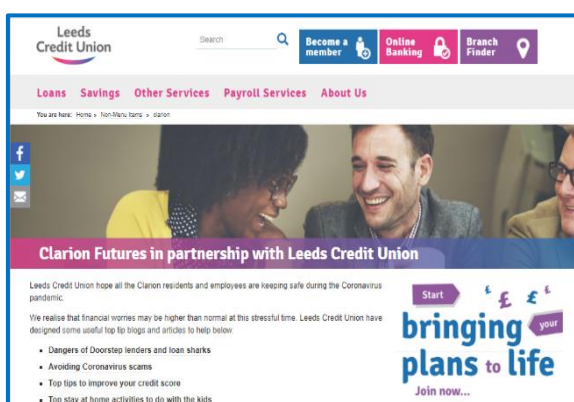 Leeds
Credit Union
Search
Become a
member
Online
Banking
Branch
Finder
Loans Savings Other Services Payroll Services About Us
You are here: Home > Non-Menu Items > clarion
Clarion Futures in partnership with Leeds Credit Union
Leeds Credit Union hope all the Clarion residents and employees are keeping safe during the Coronavirus
pandemic.
We realise that financial worries may be higher than normal at this stressful time. Leeds Credit Union have
designed some useful top tip blogs and articles to help below:
▪ Dangers of Doorstep lenders and loan sharks
▪ Avoiding Coronavirus scams
▪ Top tips to improve your credit score
▪ Top stay at home activities to do with the kids
Start
£ £ £ £
bringing your
plans to life
Join now...